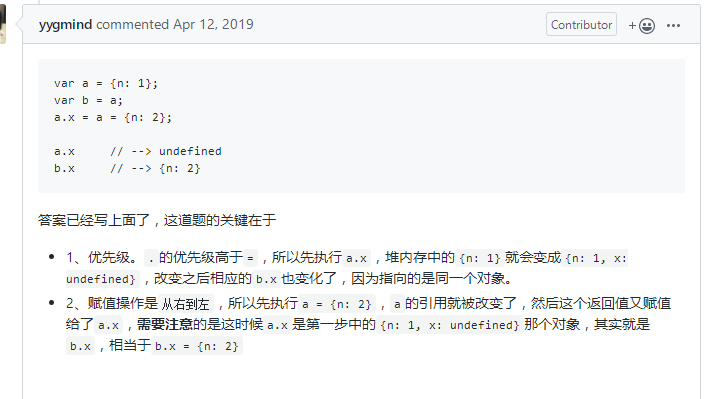 yygmind commented Apr 12, 2019 Contributor + ...
var a = {n: 1};
var b = a;
a.x = a = {n: 2};
a.x // --> undefined
b.x // --> {n: 2}
答案已经写上面了，这道题的关键在于
• 1、优先级。. 的优先级高于 = ，所以先执行 a.x ，堆内存中的 {n: 1} 就会变成 {n: 1, x:
undefined} ，改变之后相应的 b.x 也变化了，因为指向的是同一个对象。
• 2、赋值操作是 从右到左 ，所以先执行 a = {n: 2} ，a 的引用就被改变了，然后这个返回值又赋值
给了 a.x ，需要注意的是这时候 a.x 是第一步中的 {n: 1, x: undefined} 那个对象，其实就是
b.x ，相当于 b.x = {n: 2}